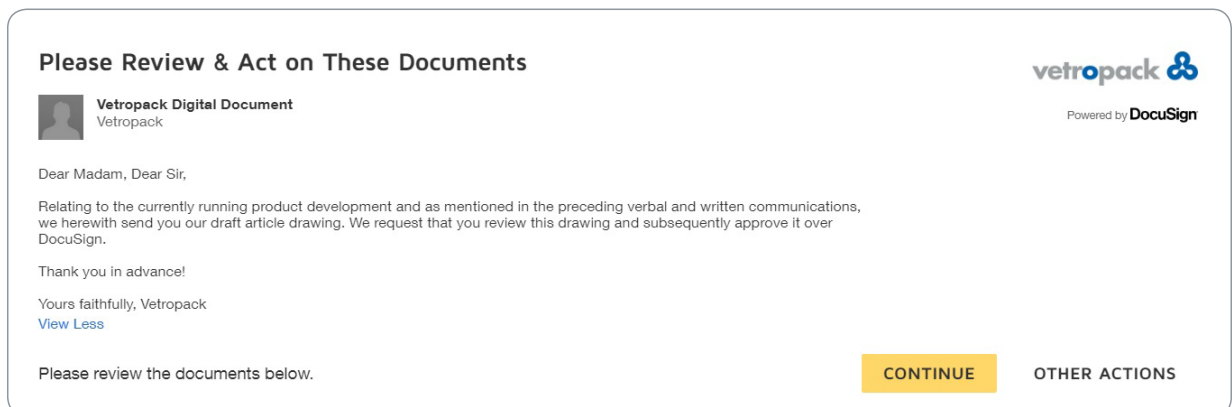 Please Review & Act on These Documents
vetropack
Vetropack Digital Document
Vetropack
Powered by DocuSign
Dear Madam, Dear Sir,
Relating to the currently running product development and as mentioned in the preceding verbal and written communications,
we herewith send you our draft article drawing. We request that you review this drawing and subsequently approve it over
DocuSign.
Thank you in advance!
Yours faithfully, Vetropack
View Less
Please review the documents below.
CONTINUE
OTHER ACTIONS